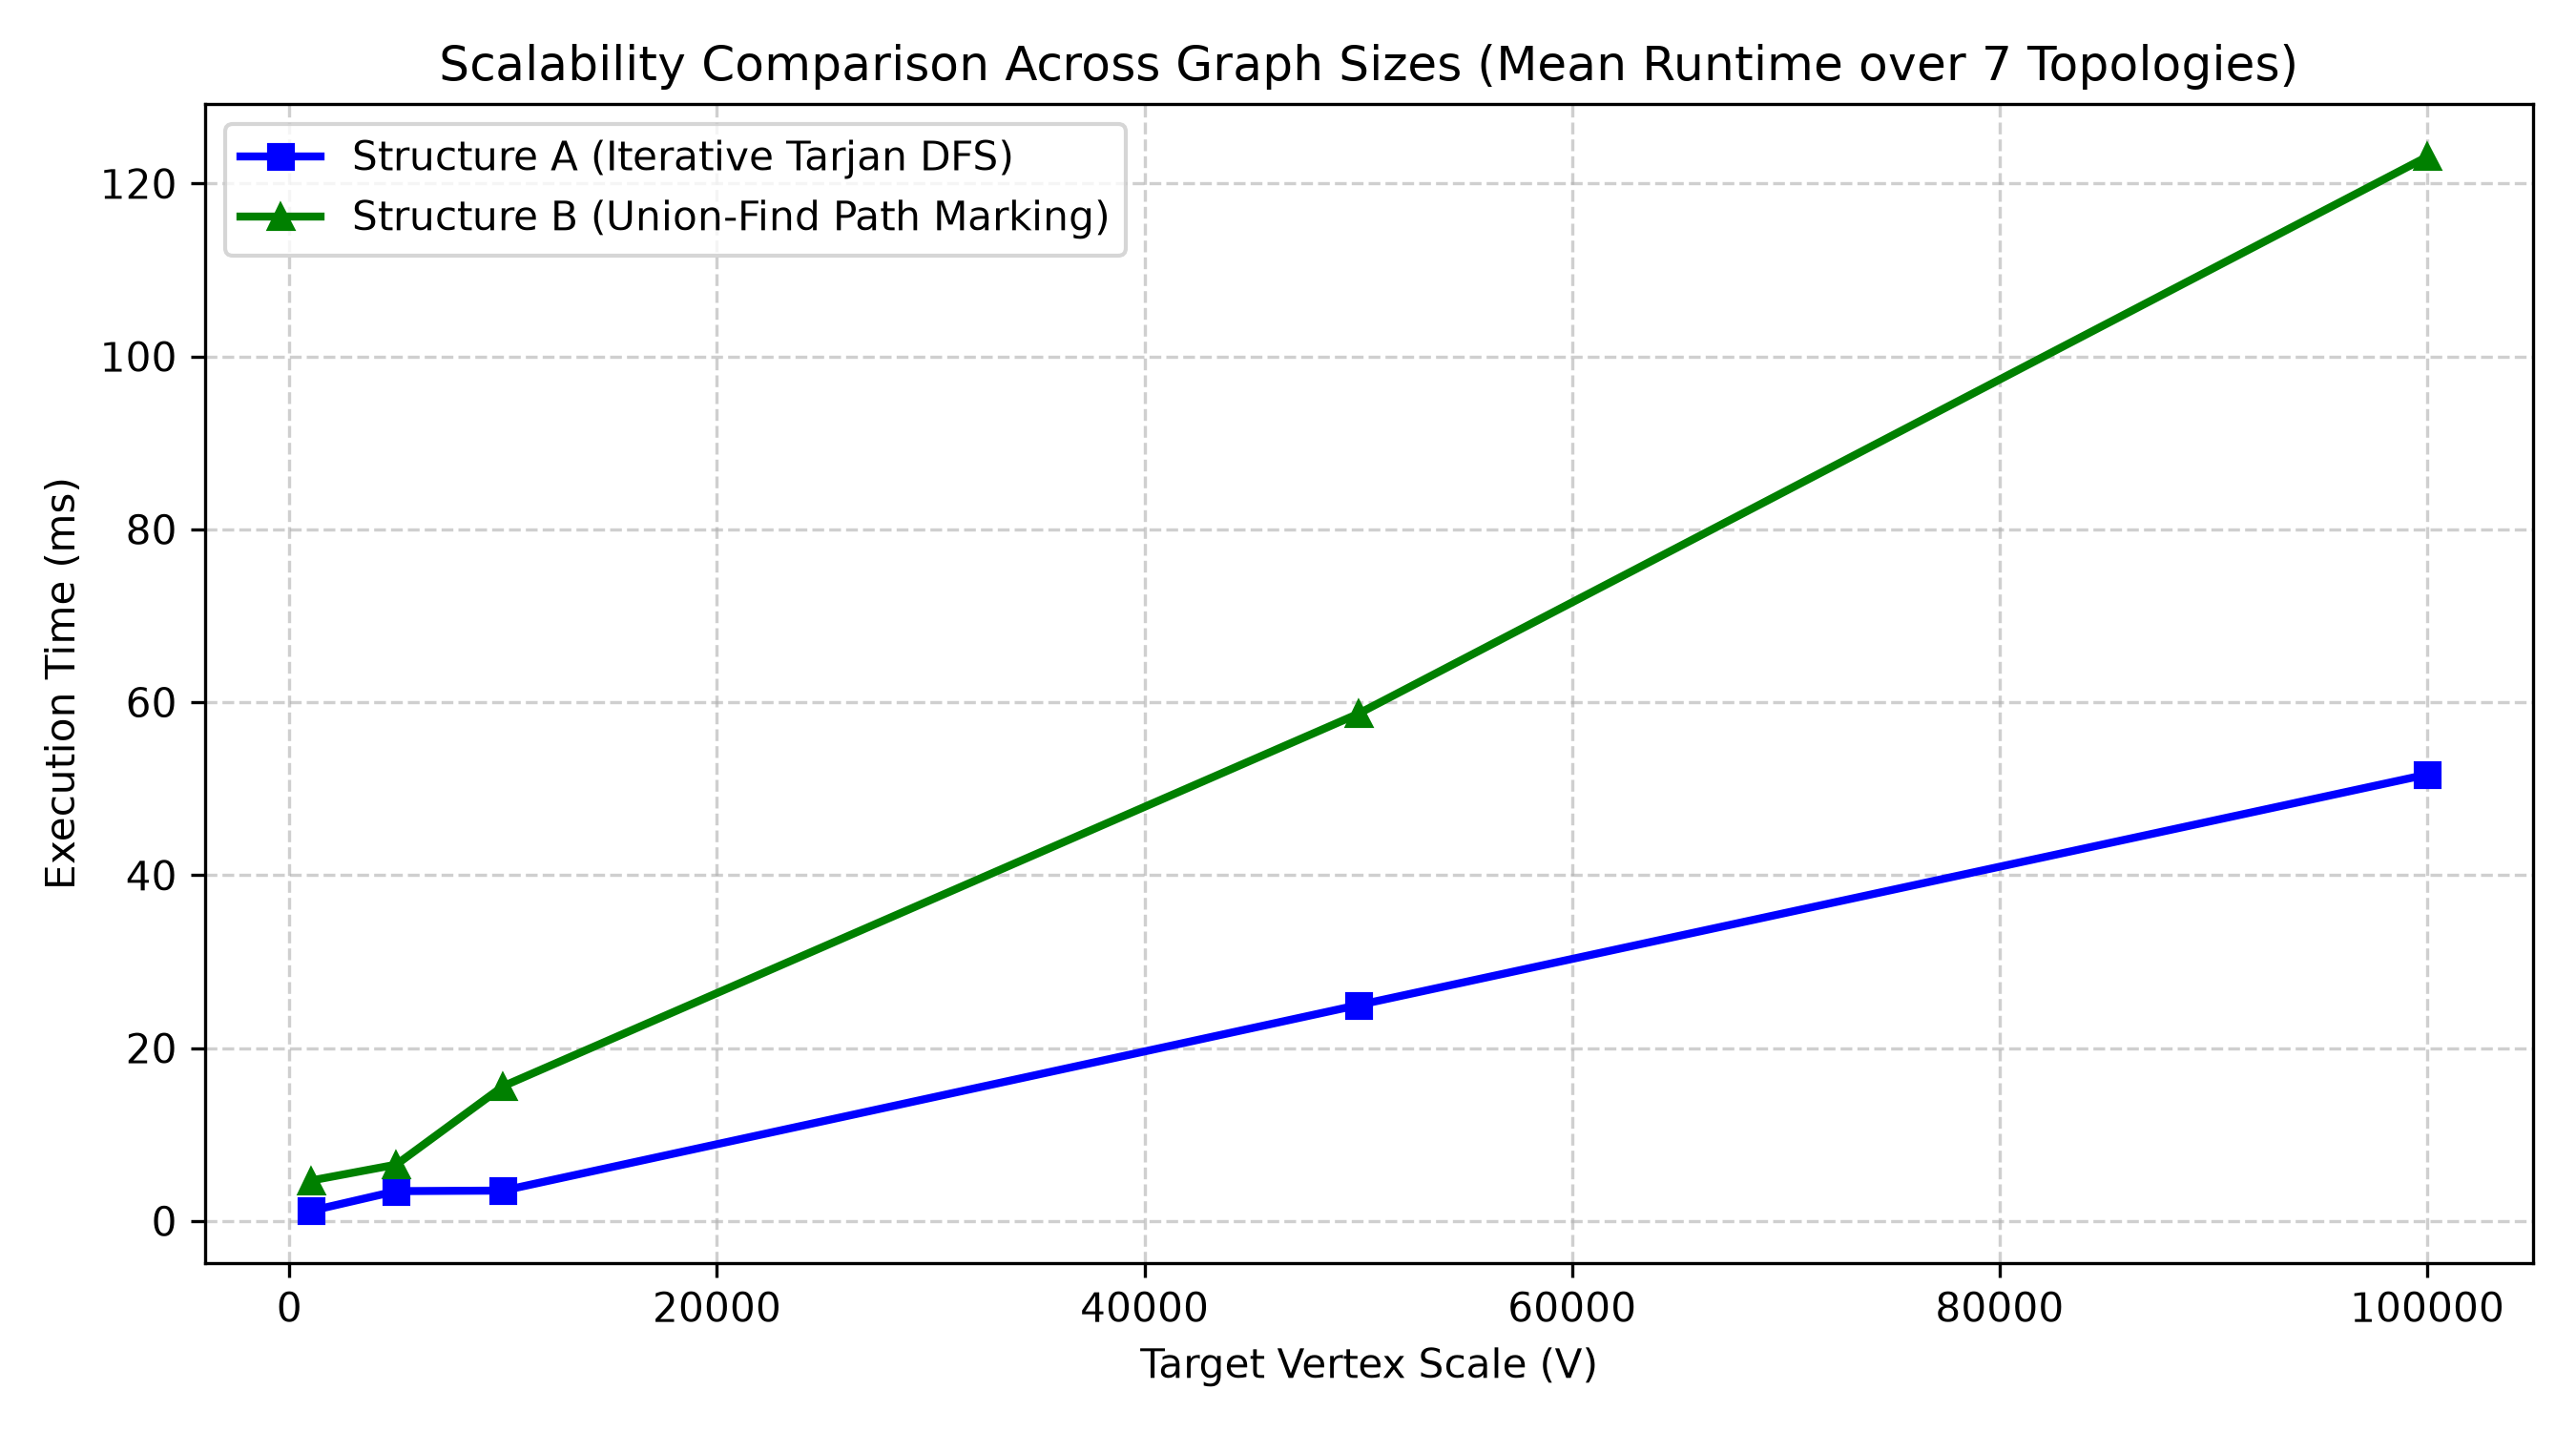 Scalability Comparison Across Graph Sizes (Mean Runtime over 7 Topologies)
Structure A (Iterative Tarjan DFS)
Structure B (Union-Find Path Marking)
Execution Time (ms)
120
100
80
60
40
20
0
0 20000 40000 60000 80000 100000
Target Vertex Scale (V)